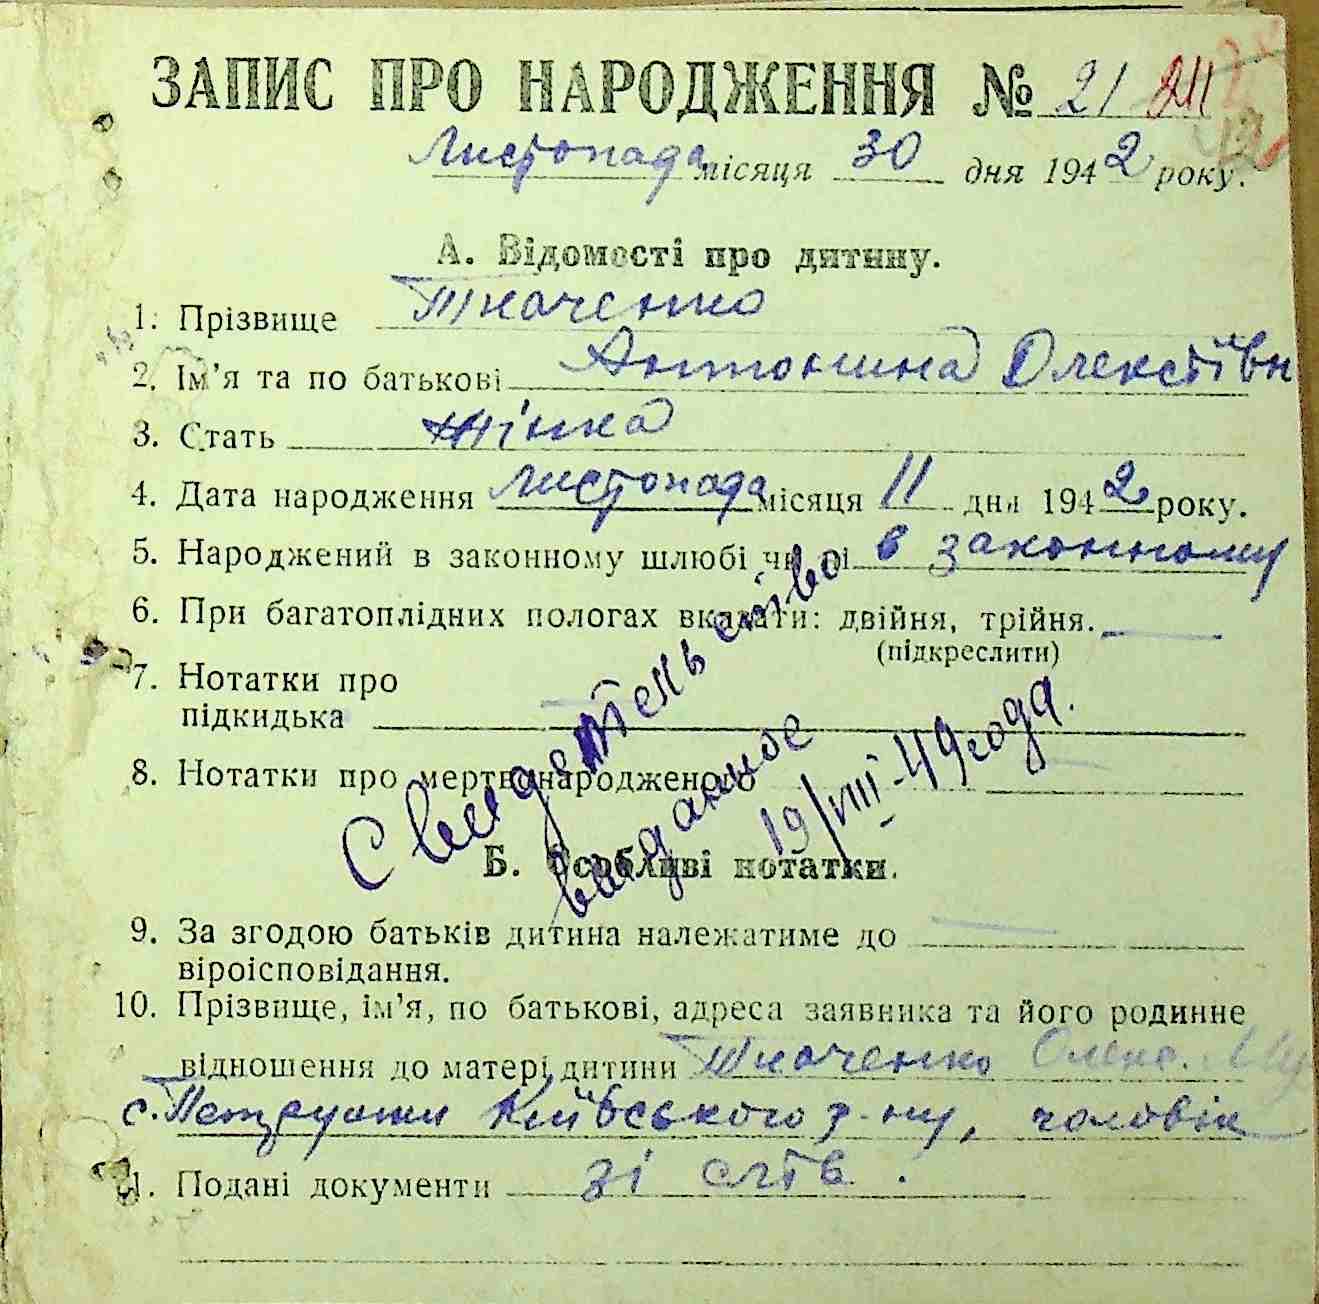 ЗАПИС ПРО НАРОДЖЕННЯ № 21
Листопада місяця 30 дня 1942 року.
А. Відомості про дитину.
1. Прізвище Ткаченко
2. Ім'я та по батькові Антонина Олексіївн
3. Стать жінка
4. Дата народження Листопада місяця 11 дня 1942 року.
5. Народжений в законному шлюбі чи ні в законному
6. При багатоплідних пологах вказати: двійня, трійня.
(підкреслити)
7. Нотатки про
підкидька
8. Нотатки про мертвонародженого
Свидетельство
выданное
19/VIII-49 года.
Б. Особливі нотатки.
9. За згодою батьків дитина належатиме до
віроісповідання.
10. Прізвище, ім'я, по батькові, адреса заявника та його родинне
відношення до матері дитини Ткаченко Олекс.
с. Петрушки Київського р-ну, чоловік
11. Подані документи зі слів.